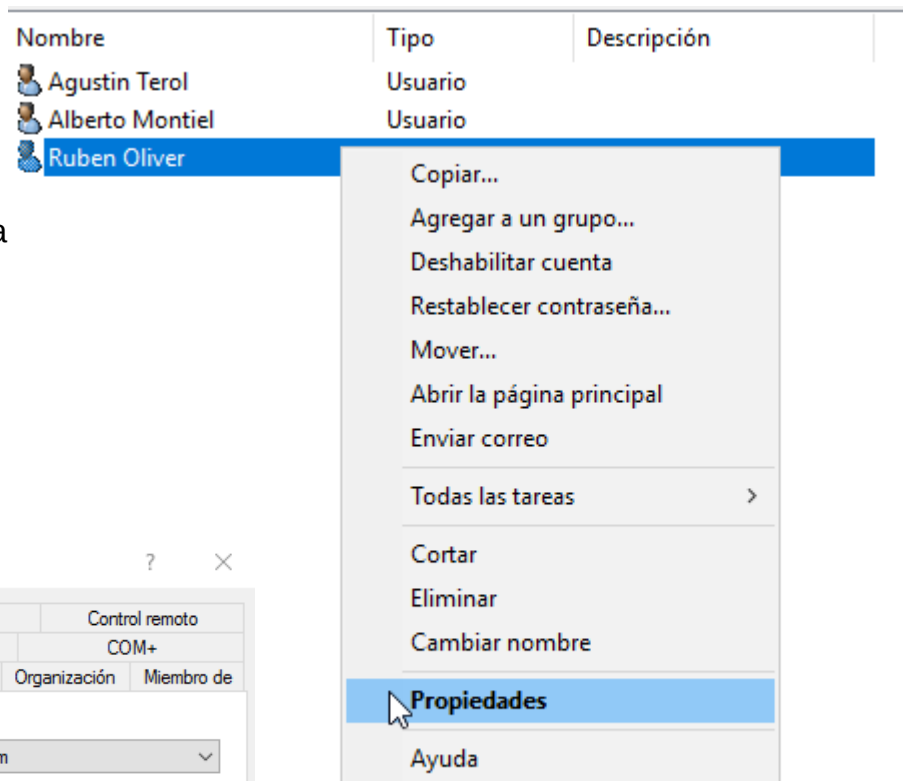 Nombre Tipo Descripción
Agustin Terol Usuario
Alberto Montiel Usuario
Ruben Oliver
a
Copiar...
Agregar a un grupo...
Deshabilitar cuenta
Restablecer contraseña...
Mover...
Abrir la página principal
Enviar correo
Todas las tareas >
Cortar
Eliminar
Cambiar nombre
Propiedades
Ayuda
? ×
Control remoto
COM+
Organización Miembro de
m